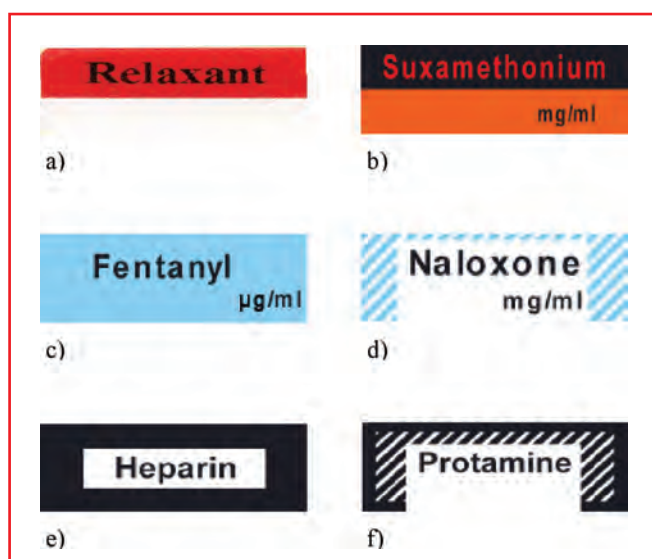 Relaxant
a)
Suxamethonium
mg/ml
b)
Fentanyl
µg/ml
c)
Naloxone
mg/ml
d)
Heparin
e)
Protamine
f)